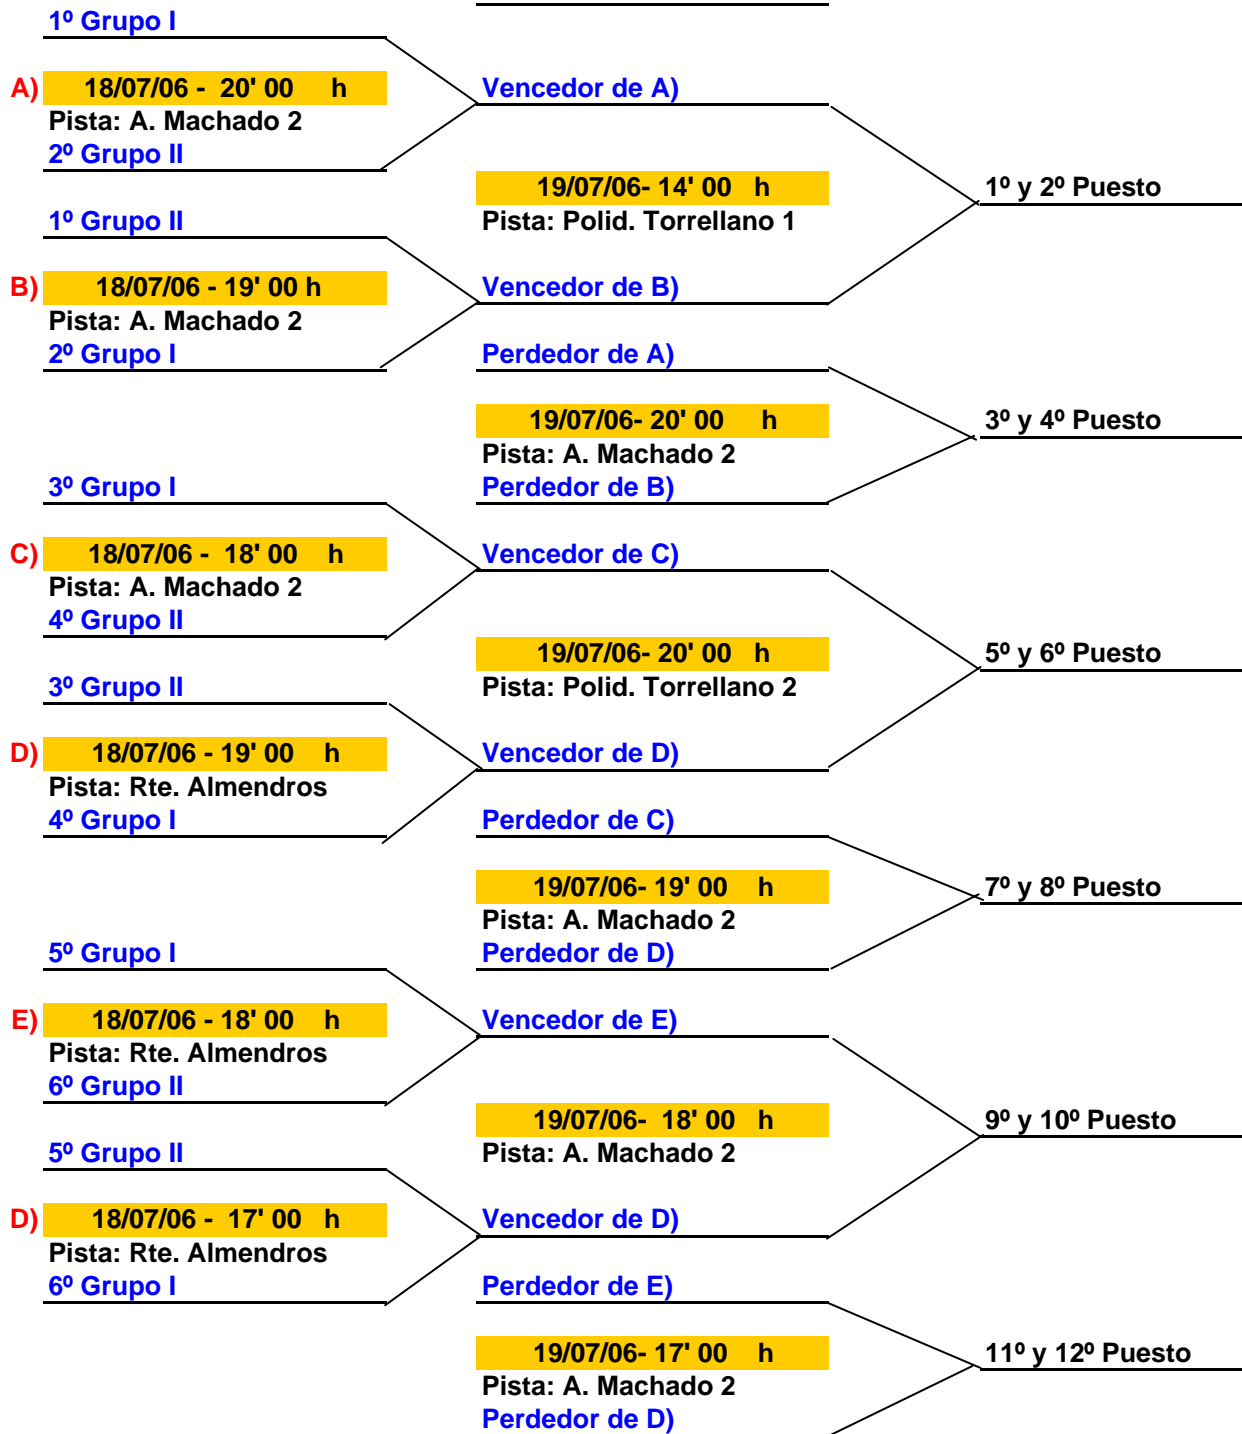 1º Grupo I
A) 18/07/06 - 20' 00 h
Vencedor de A)
Pista: A. Machado 2
2º Grupo II
19/07/06- 14' 00 h
1º y 2º Puesto
1º Grupo II
Pista: Polid. Torrellano 1
B) 18/07/06 - 19' 00 h
Vencedor de B)
Pista: A. Machado 2
2º Grupo I
Perdedor de A)
19/07/06- 20' 00 h
3º y 4º Puesto
Pista: A. Machado 2
3º Grupo I
Perdedor de B)
C) 18/07/06 - 18' 00 h
Vencedor de C)
Pista: A. Machado 2
4º Grupo II
19/07/06- 20' 00 h
5º y 6º Puesto
3º Grupo II
Pista: Polid. Torrellano 2
D) 18/07/06 - 19' 00 h
Vencedor de D)
Pista: Rte. Almendros
4º Grupo I
Perdedor de C)
19/07/06- 19' 00 h
7º y 8º Puesto
Pista: A. Machado 2
5º Grupo I
Perdedor de D)
E) 18/07/06 - 18' 00 h
Vencedor de E)
Pista: Rte. Almendros
6º Grupo II
19/07/06- 18' 00 h
9º y 10º Puesto
5º Grupo II
Pista: A. Machado 2
D) 18/07/06 - 17' 00 h
Vencedor de D)
Pista: Rte. Almendros
6º Grupo I
Perdedor de E)
19/07/06- 17' 00 h
11º y 12º Puesto
Pista: A. Machado 2
Perdedor de D)